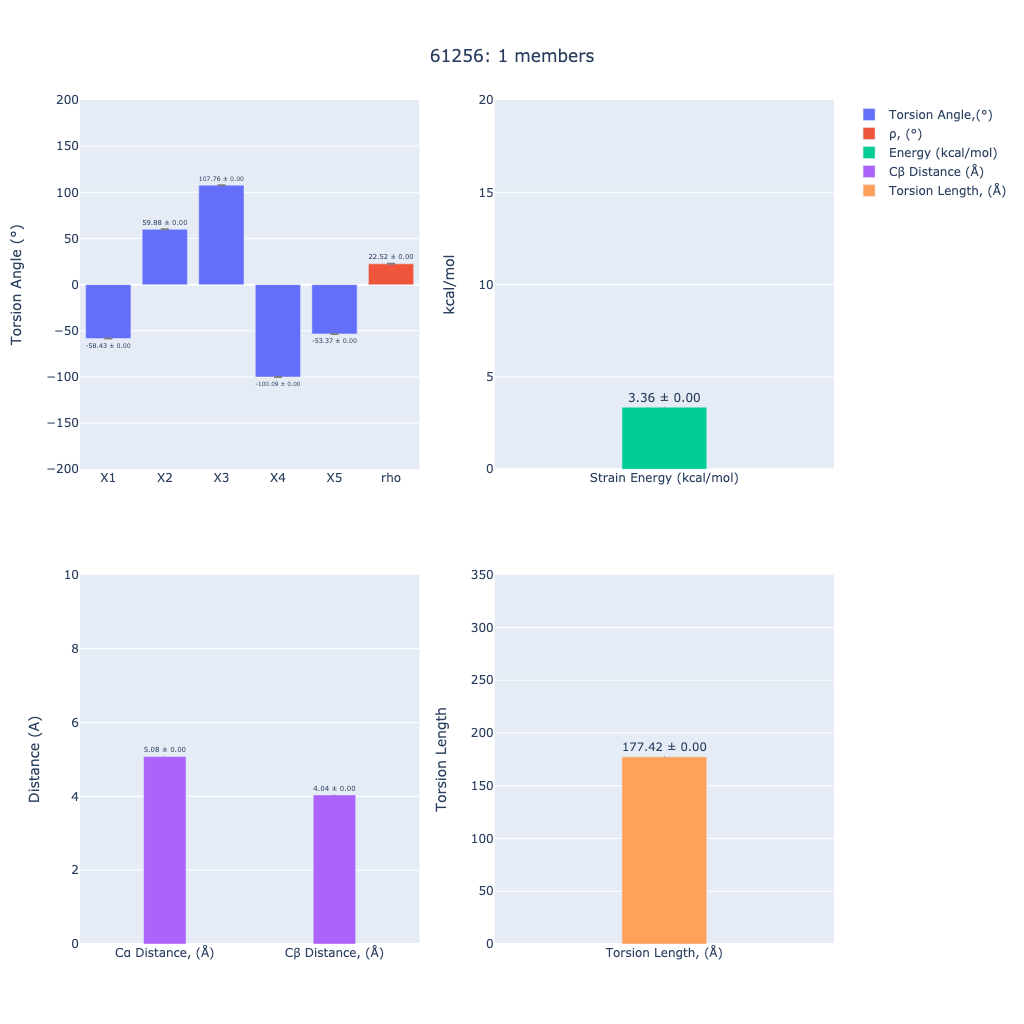 61256: 1 members
Torsion Angle (°)
200
150
100
50
0
−50
−100
−150
−200
-58.43 ± 0.00
59.88 ± 0.00
107.76 ± 0.00
-100.09 ± 0.00
-53.37 ± 0.00
22.52 ± 0.00
X1
X2
X3
X4
X5
rho
kcal/mol
20
15
10
5
0
3.36 ± 0.00
Strain Energy (kcal/mol)
Torsion Angle,(°)
ρ, (°)
Energy (kcal/mol)
Cβ Distance (Å)
Torsion Length, (Å)
Distance (A)
10
8
6
4
2
0
5.08 ± 0.00
4.04 ± 0.00
Cα Distance, (Å)
Cβ Distance, (Å)
Torsion Length
350
300
250
200
150
100
50
0
177.42 ± 0.00
Torsion Length, (Å)